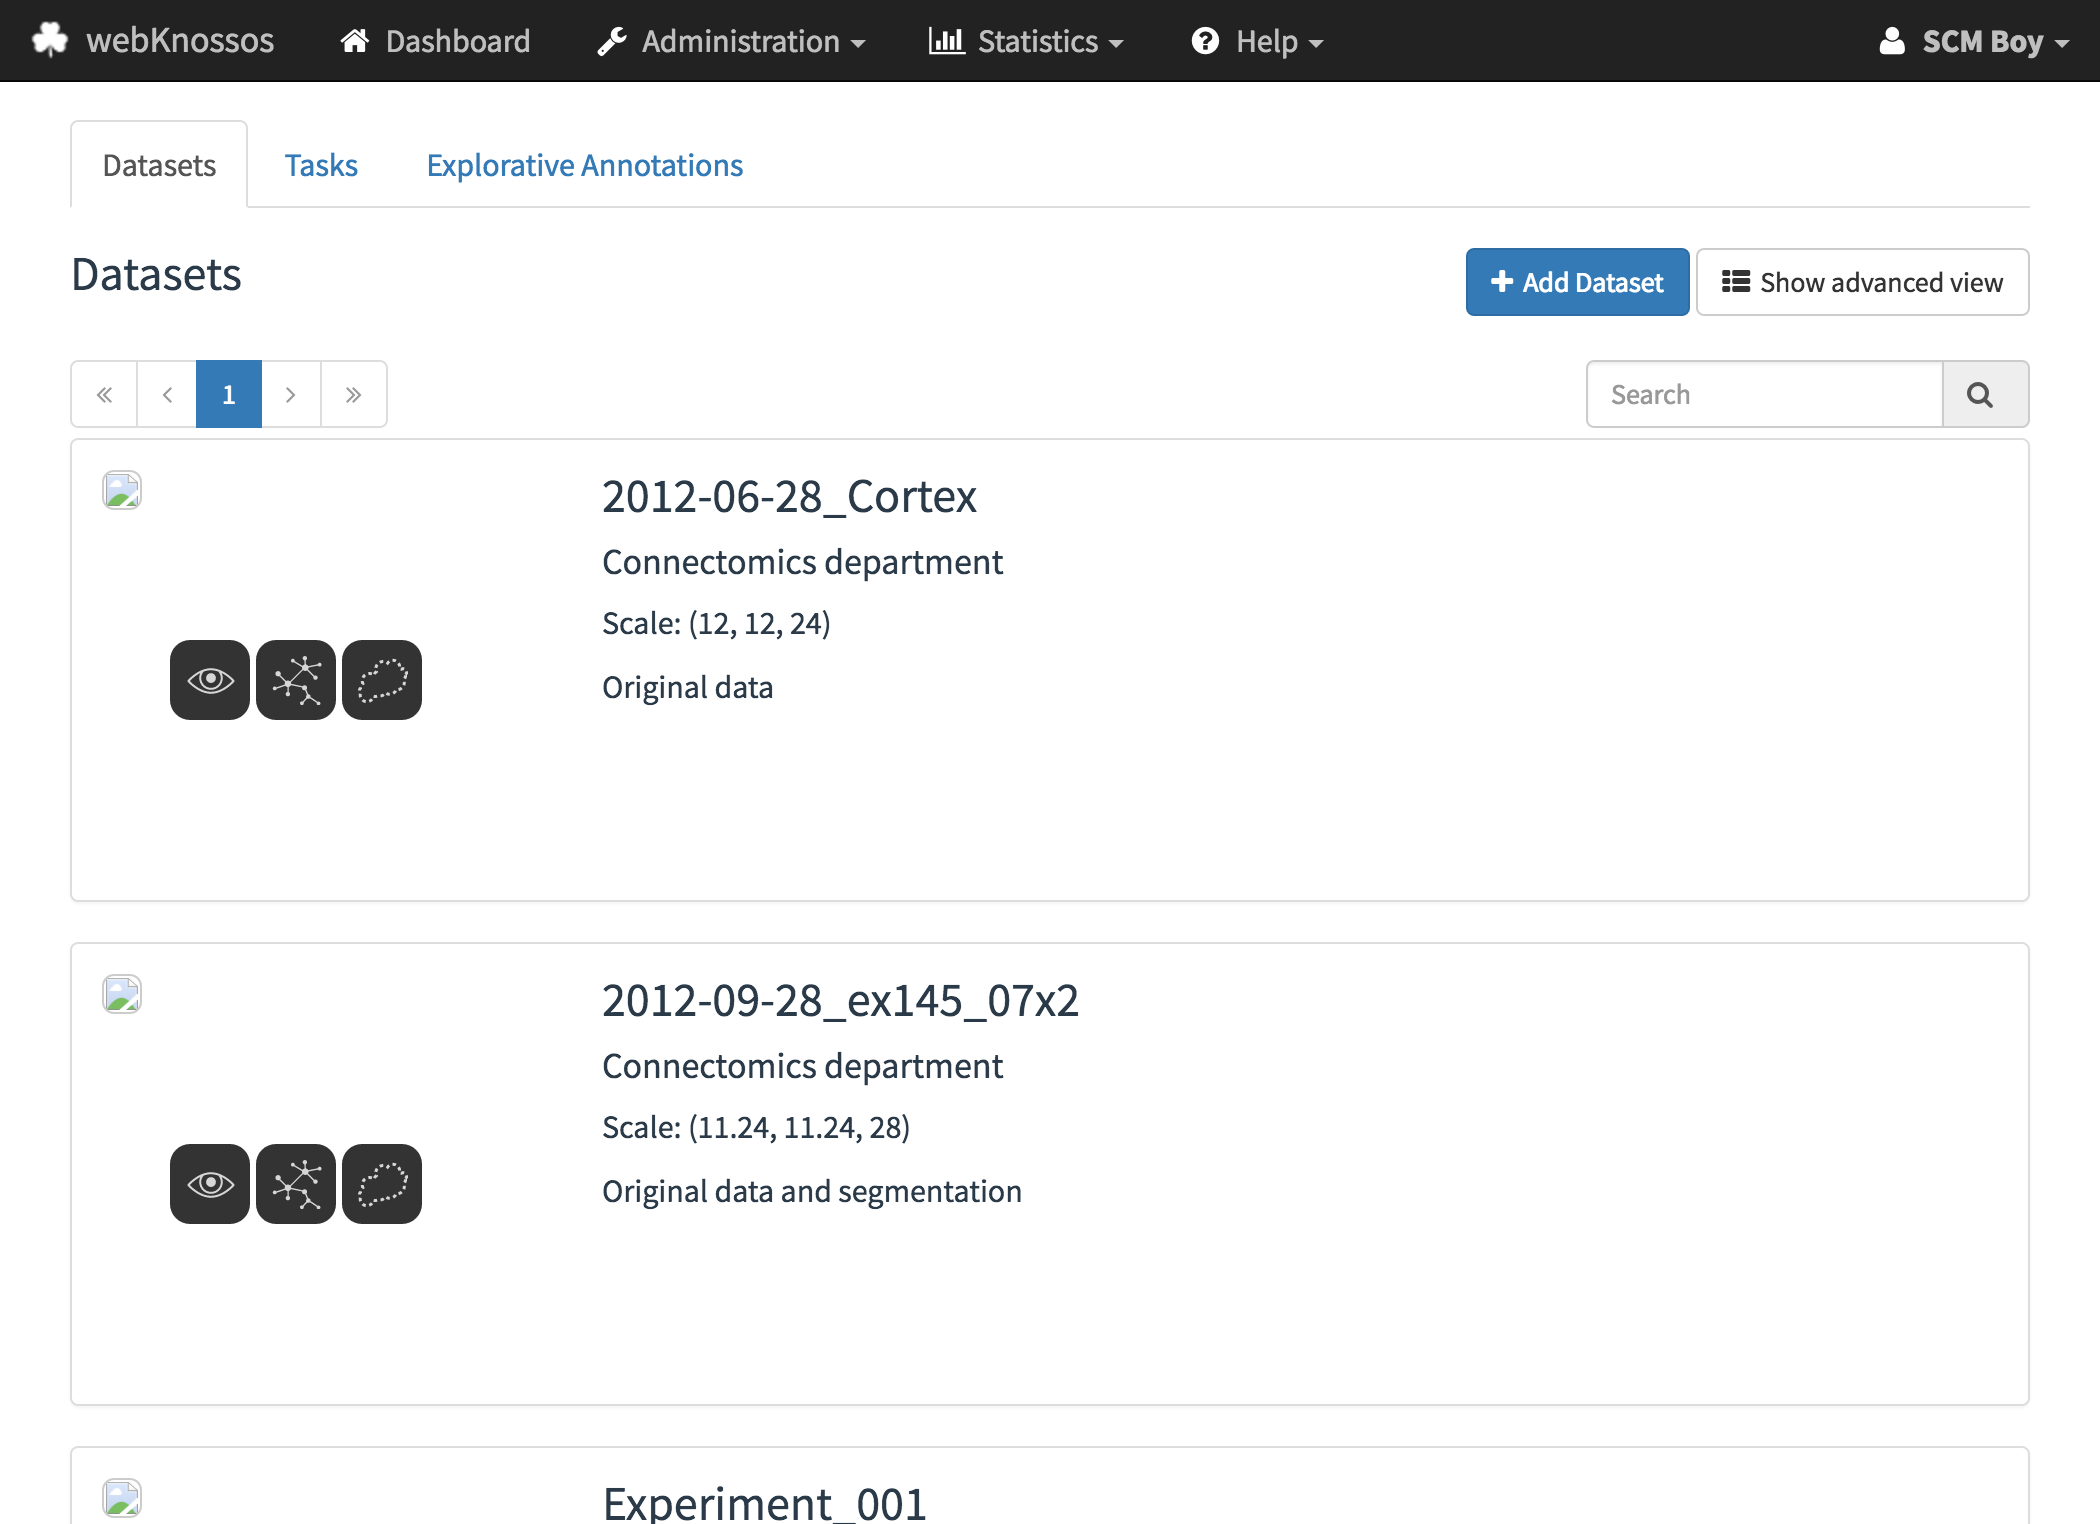 webKnossos Dashboard Administration Statistics Help SCM Boy
Datasets Tasks Explorative Annotations
Datasets
Add Dataset Show advanced view
« ‹ 1 › »
Search
2012-06-28_Cortex
Connectomics department
Scale: (12, 12, 24)
Original data
2012-09-28_ex145_07x2
Connectomics department
Scale: (11.24, 11.24, 28)
Original data and segmentation
Experiment_001